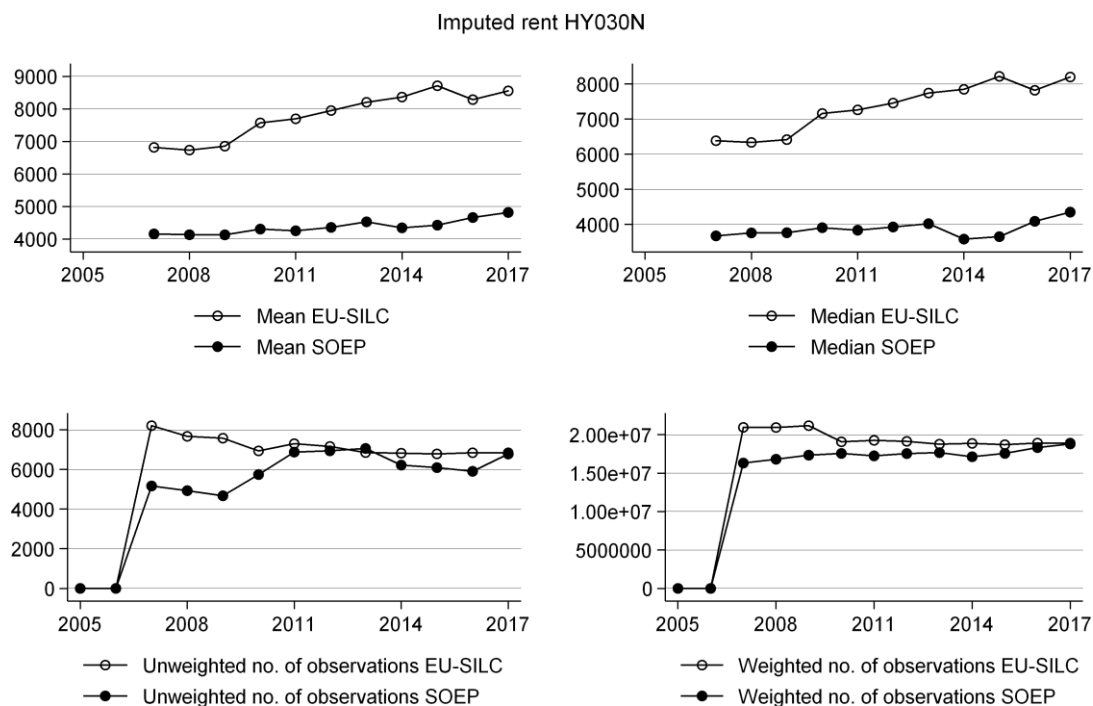 Imputed rent HY030N
9000
8000
7000
6000
5000
4000
2005 2008 2011 2014 2017
Mean EU-SILC
Mean SOEP
8000
7000
6000
5000
4000
2005 2008 2011 2014 2017
Median EU-SILC
Median SOEP
8000
6000
4000
2000
0
2005 2008 2011 2014 2017
Unweighted no. of observations EU-SILC
Unweighted no. of observations SOEP
2.00e+07
1.50e+07
1.00e+07
5000000
0
2005 2008 2011 2014 2017
Weighted no. of observations EU-SILC
Weighted no. of observations SOEP